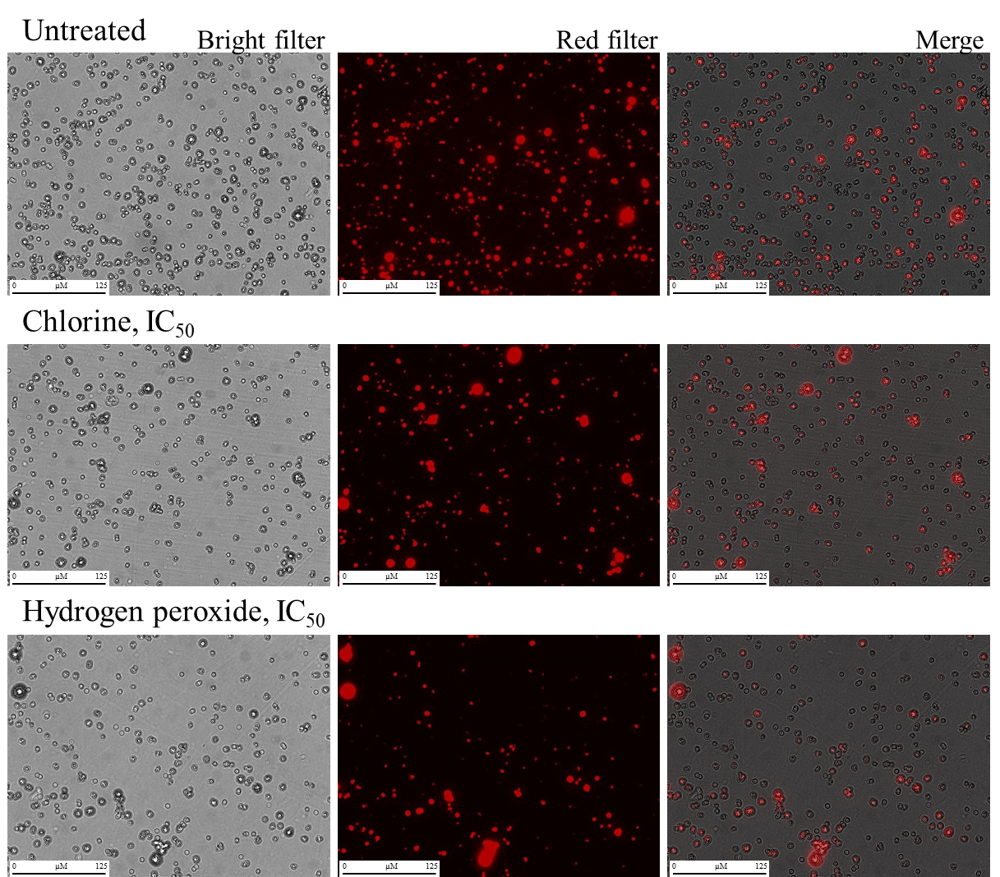 Untreated
Bright filter
Red filter
Merge
0 µM 125
0 µM 125
0 µM 125
Chlorine, IC50
0 µM 125
0 µM 125
0 µM 125
Hydrogen peroxide, IC50
0 µM 125
0 µM 125
0 µM 125